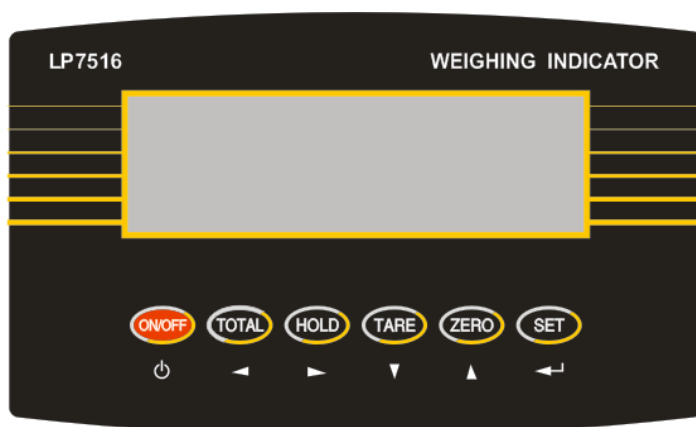 LP7516 WEIGHING INDICATOR
ON/OFF TOTAL HOLD TARE ZERO SET